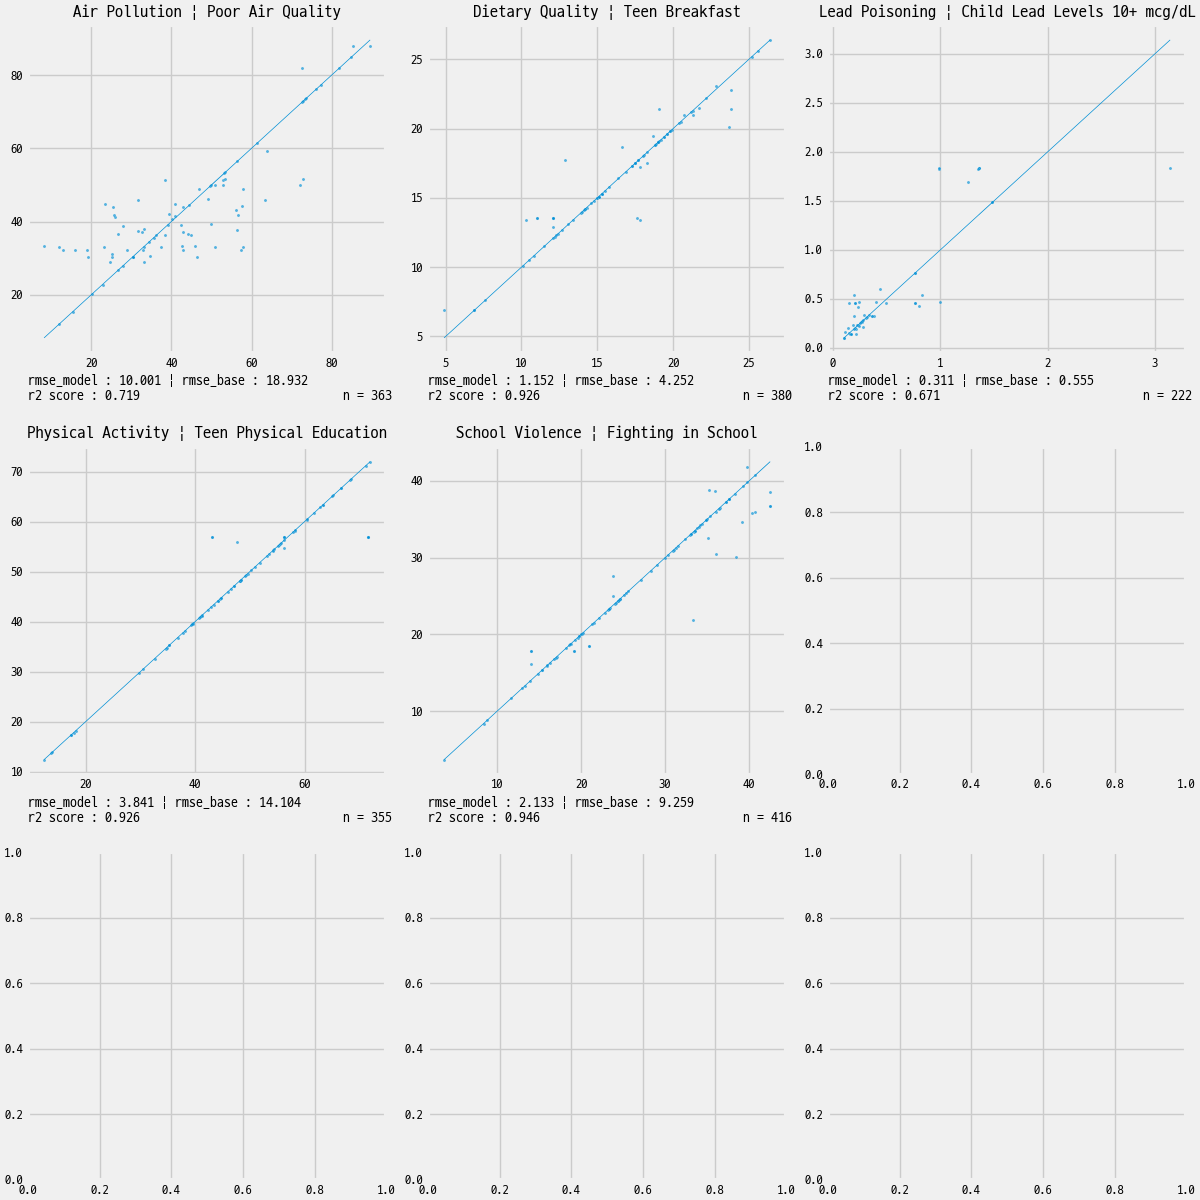 Air Pollution ¦ Poor Air Quality
80
60
40
20
20 40 60 80
rmse_model : 10.001 ¦ rmse_base : 18.932
r2 score : 0.719 n = 363
Dietary Quality ¦ Teen Breakfast
25
20
15
10
5
5 10 15 20 25
rmse_model : 1.152 ¦ rmse_base : 4.252
r2 score : 0.926 n = 380
Lead Poisoning ¦ Child Lead Levels 10+ mcg/dL
3.0
2.5
2.0
1.5
1.0
0.5
0.0
0 1 2 3
rmse_model : 0.311 ¦ rmse_base : 0.555
r2 score : 0.671 n = 222
Physical Activity ¦ Teen Physical Education
70
60
50
40
30
20
10
20 40 60
rmse_model : 3.841 ¦ rmse_base : 14.104
r2 score : 0.926 n = 355
School Violence ¦ Fighting in School
40
30
20
10
10 20 30 40
rmse_model : 2.133 ¦ rmse_base : 9.259
r2 score : 0.946 n = 416
1.0
0.8
0.6
0.4
0.2
0.0
0.0 0.2 0.4 0.6 0.8 1.0
1.0
0.8
0.6
0.4
0.2
0.0
0.0 0.2 0.4 0.6 0.8 1.0
1.0
0.8
0.6
0.4
0.2
0.0
0.0 0.2 0.4 0.6 0.8 1.0
1.0
0.8
0.6
0.4
0.2
0.0
0.0 0.2 0.4 0.6 0.8 1.0